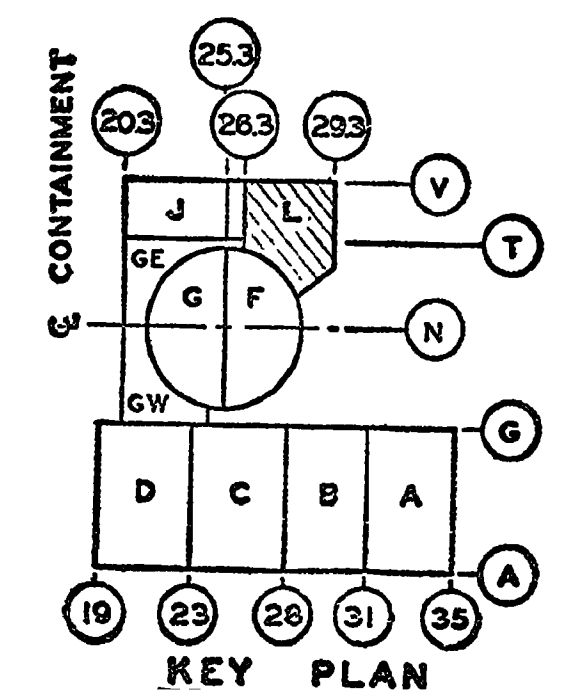 25.3
20.3 26.3 29.3
CONTAINMENT
V
J L
T
GE
G F
℄ N
GW
G
D C B A
A
19 23 28 31 35
KEY PLAN